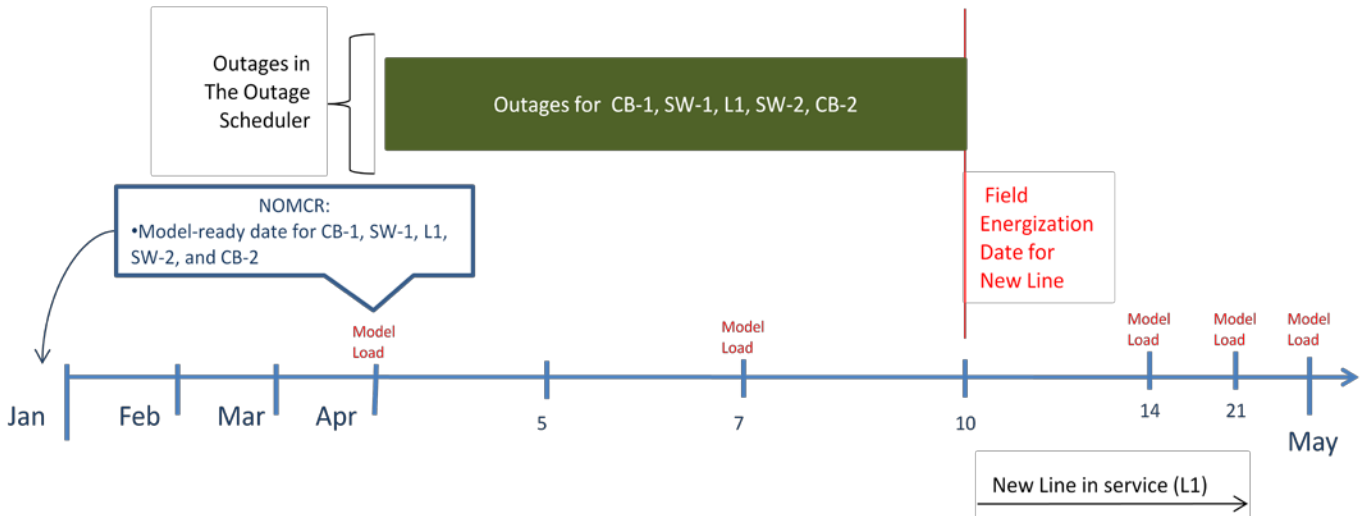 Outages in
The Outage
Scheduler
Outages for CB-1, SW-1, L1, SW-2, CB-2
NOMCR:
•Model-ready date for CB-1, SW-1, L1,
SW-2, and CB-2
Field
Energization
Date for
New Line
Model
Load
Model
Load
Model
Load
Model
Load
Model
Load
Jan
Feb
Mar
Apr
5
7
10
14
21
May
New Line in service (L1)